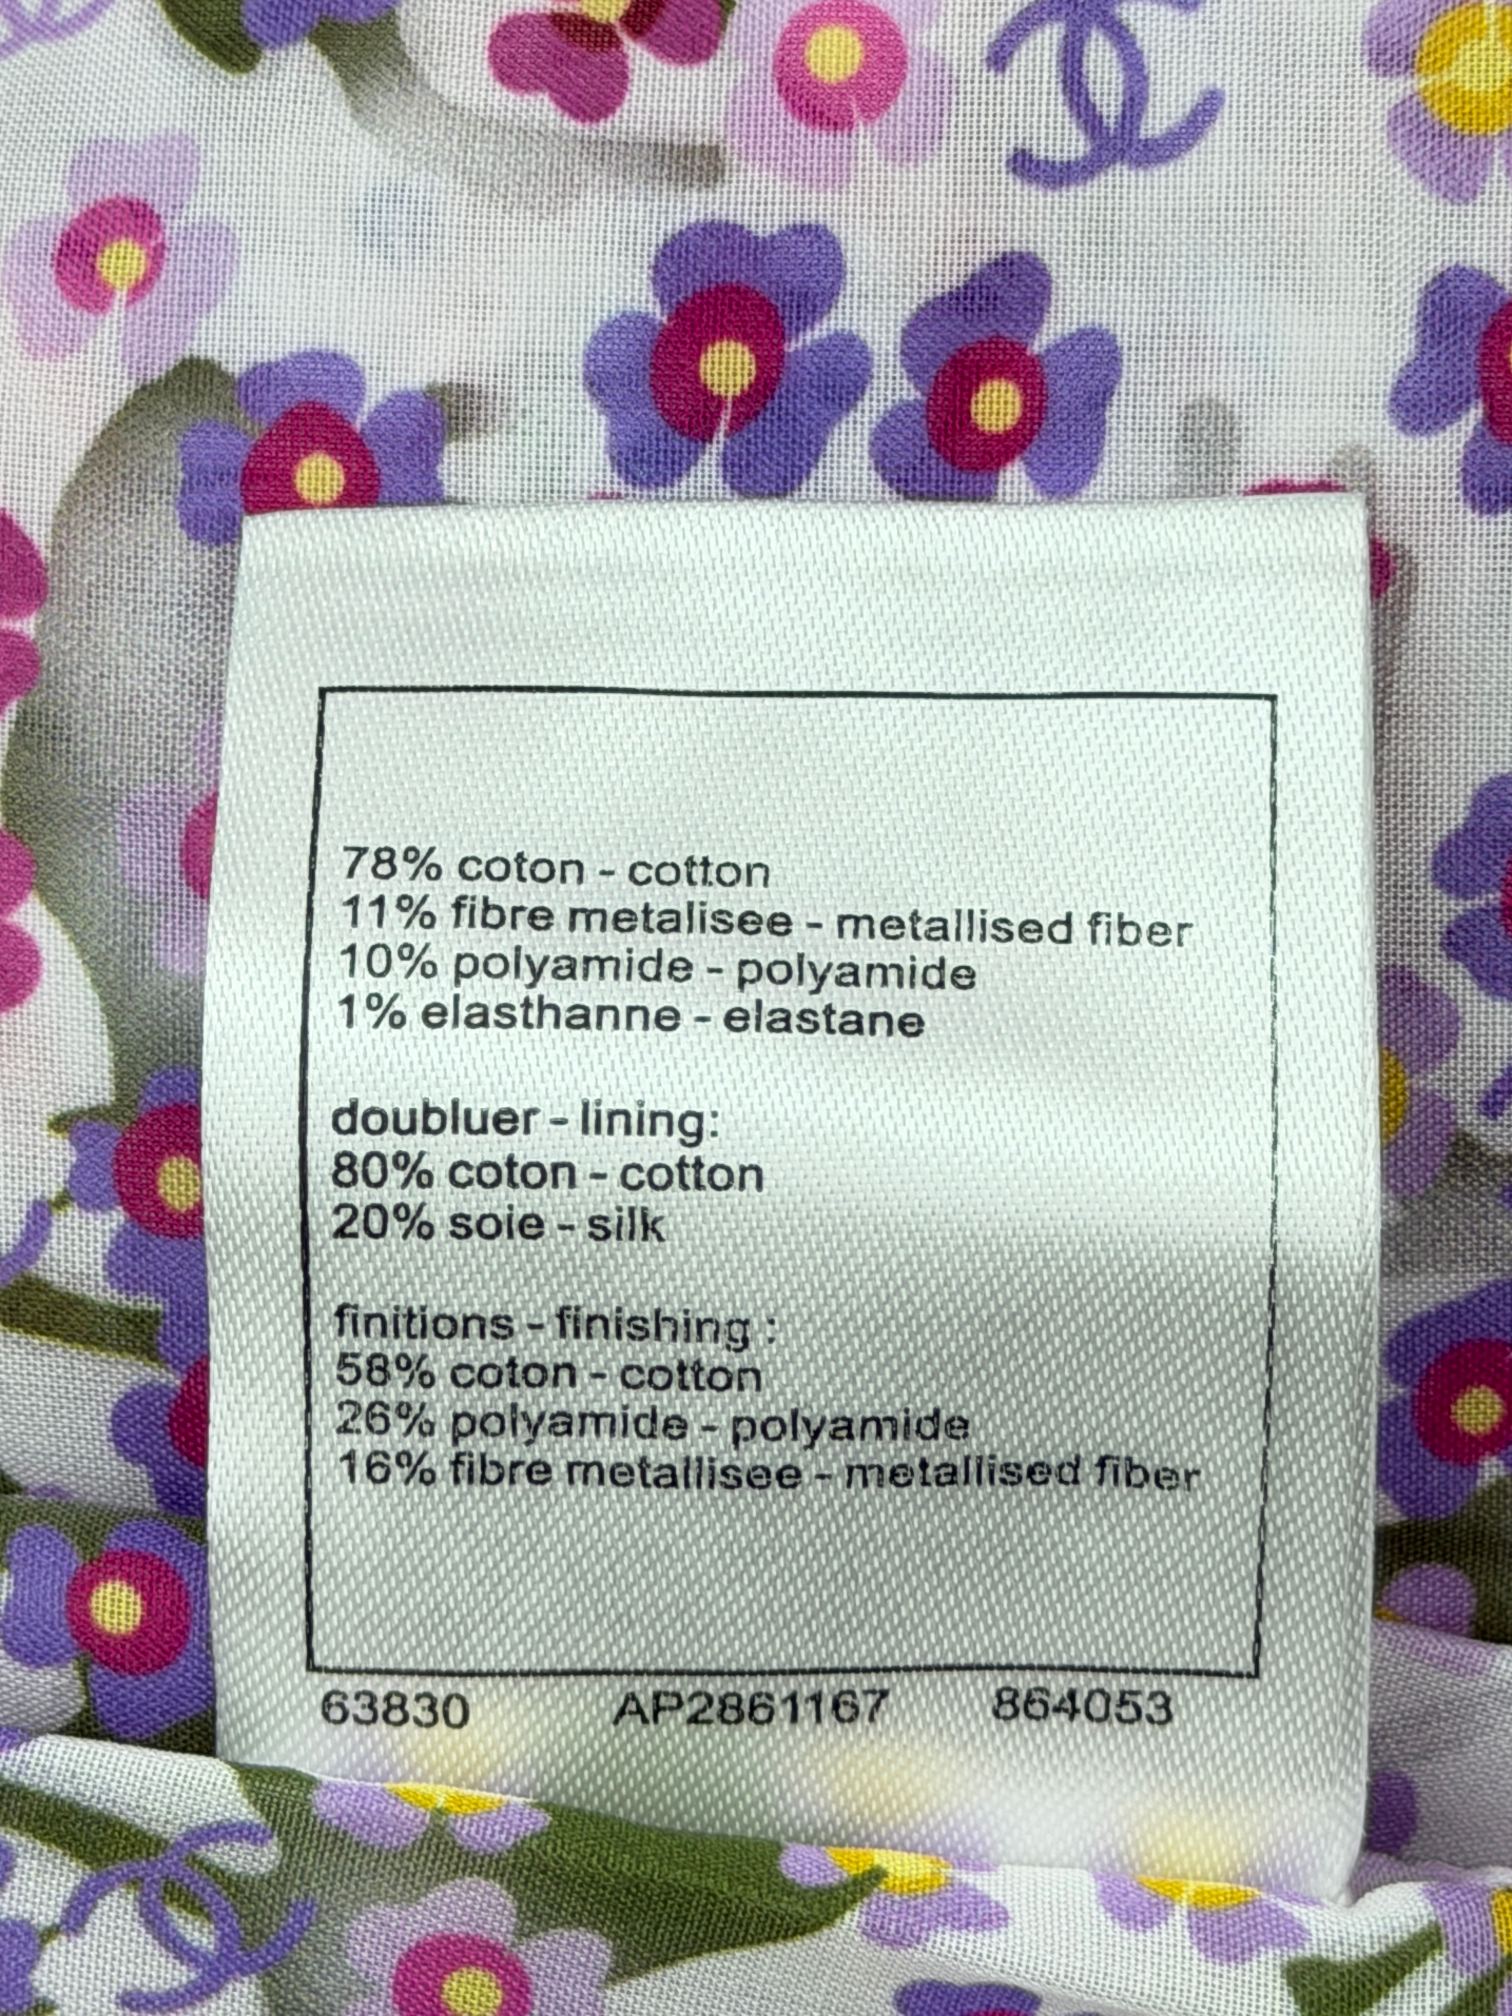 78% coton - cotton
11% fibre metalisee - metallised fiber
10% polyamide - polyamide
1% elasthanne - elastane
doubluer - lining:
80% coton - cotton
20% soie - silk
finitions - finishing :
58% coton - cotton
26% polyamide - polyamide
16% fibre metallisee - metallised fiber
63830 AP2861167 864053